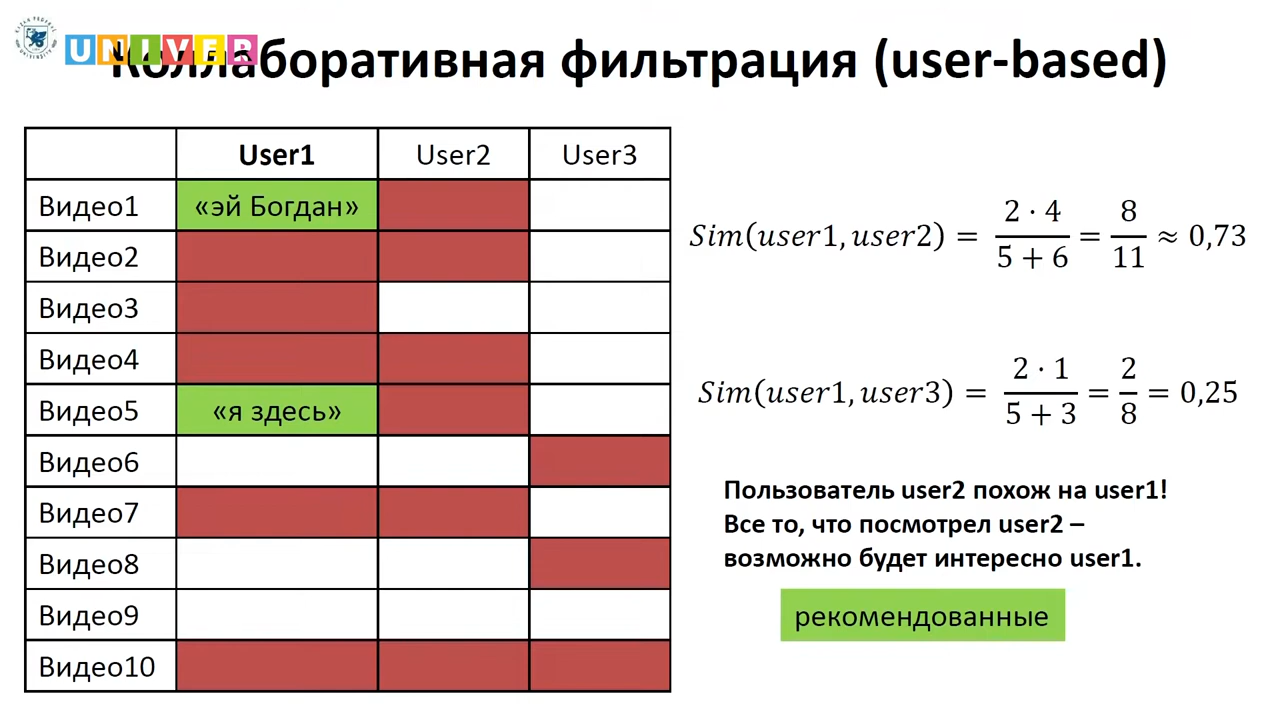 UNIVER
Коллаборативная фильтрация (user-based)
User1 User2 User3
Видео1 «эй Богдан»
Видео2
Видео3
Видео4
Видео5 «я здесь»
Видео6
Видео7
Видео8
Видео9
Видео10
Sim(user1, user2) = 2 · 4 / 5 + 6 = 8 / 11 ≈ 0,73
Sim(user1, user3) = 2 · 1 / 5 + 3 = 2 / 8 = 0,25
Пользователь user2 похож на user1!
Все то, что посмотрел user2 –
возможно будет интересно user1.
рекомендованные